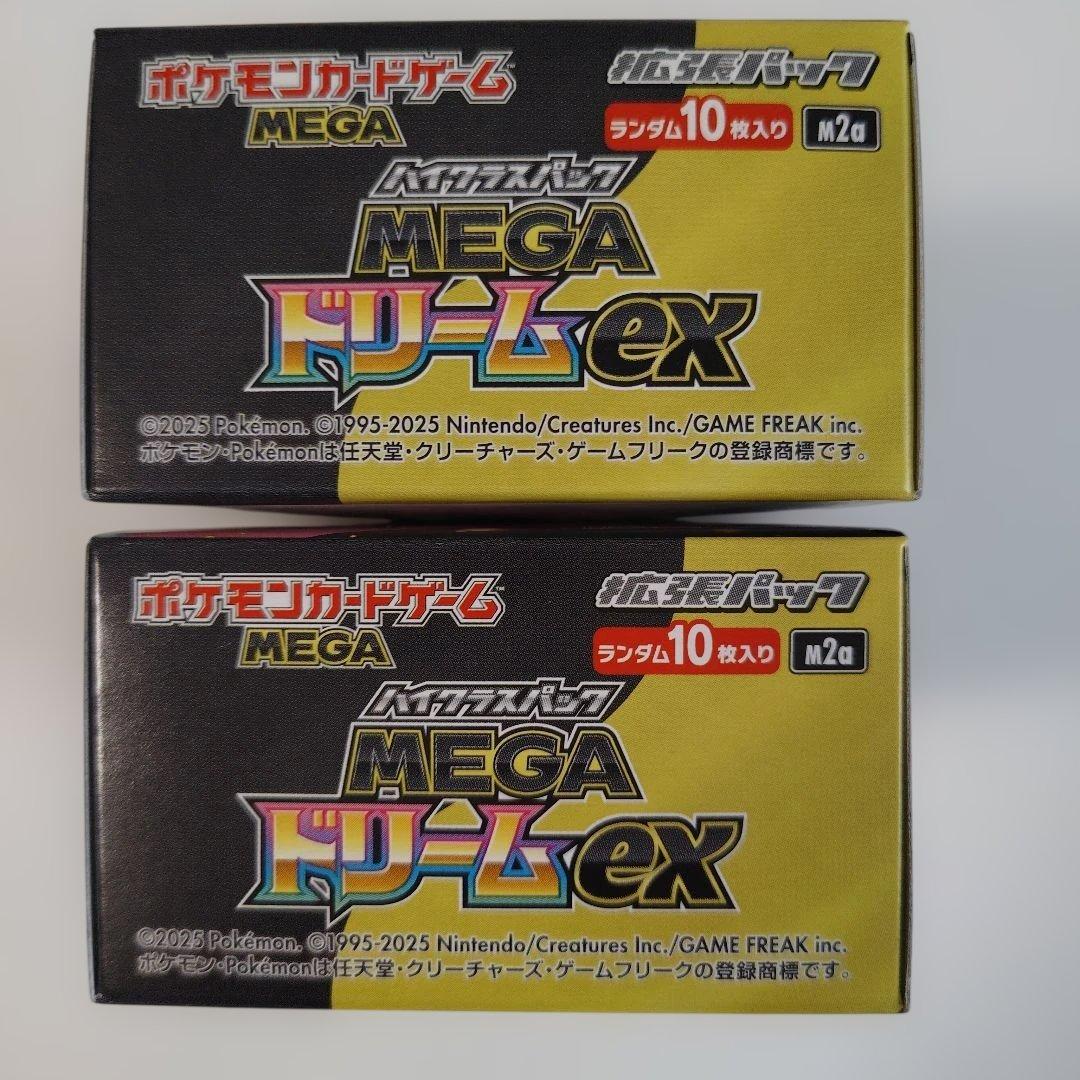 ポケモンカードゲーム™
MEGA
拡張パック
ランダム10枚入り M2a
ハイクラスパック
MEGA
ドリームex
©2025 Pokémon. ©1995-2025 Nintendo/Creatures Inc./GAME FREAK inc.
ポケモン・Pokémonは任天堂・クリーチャーズ・ゲームフリークの登録商標です。
ポケモンカードゲーム™
MEGA
拡張パック
ランダム10枚入り M2a
ハイクラスパック
MEGA
ドリームex
©2025 Pokémon. ©1995-2025 Nintendo/Creatures Inc./GAME FREAK inc.
ポケモン・Pokémonは任天堂・クリーチャーズ・ゲームフリークの登録商標です。